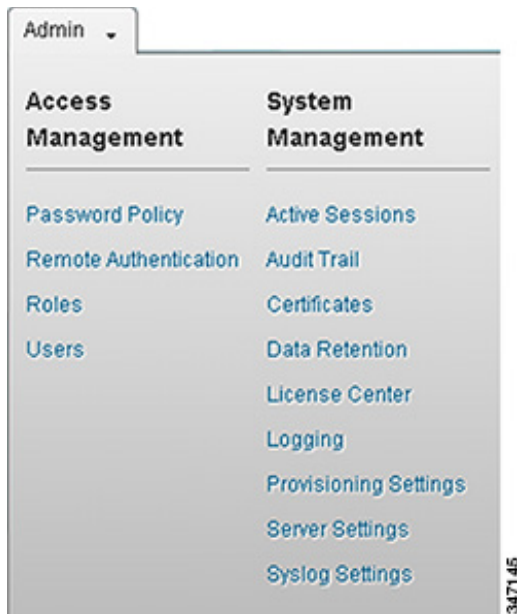 Admin
Access
Management
Password Policy
Remote Authentication
Roles
Users
System
Management
Active Sessions
Audit Trail
Certificates
Data Retention
License Center
Logging
Provisioning Settings
Server Settings
Syslog Settings
347145